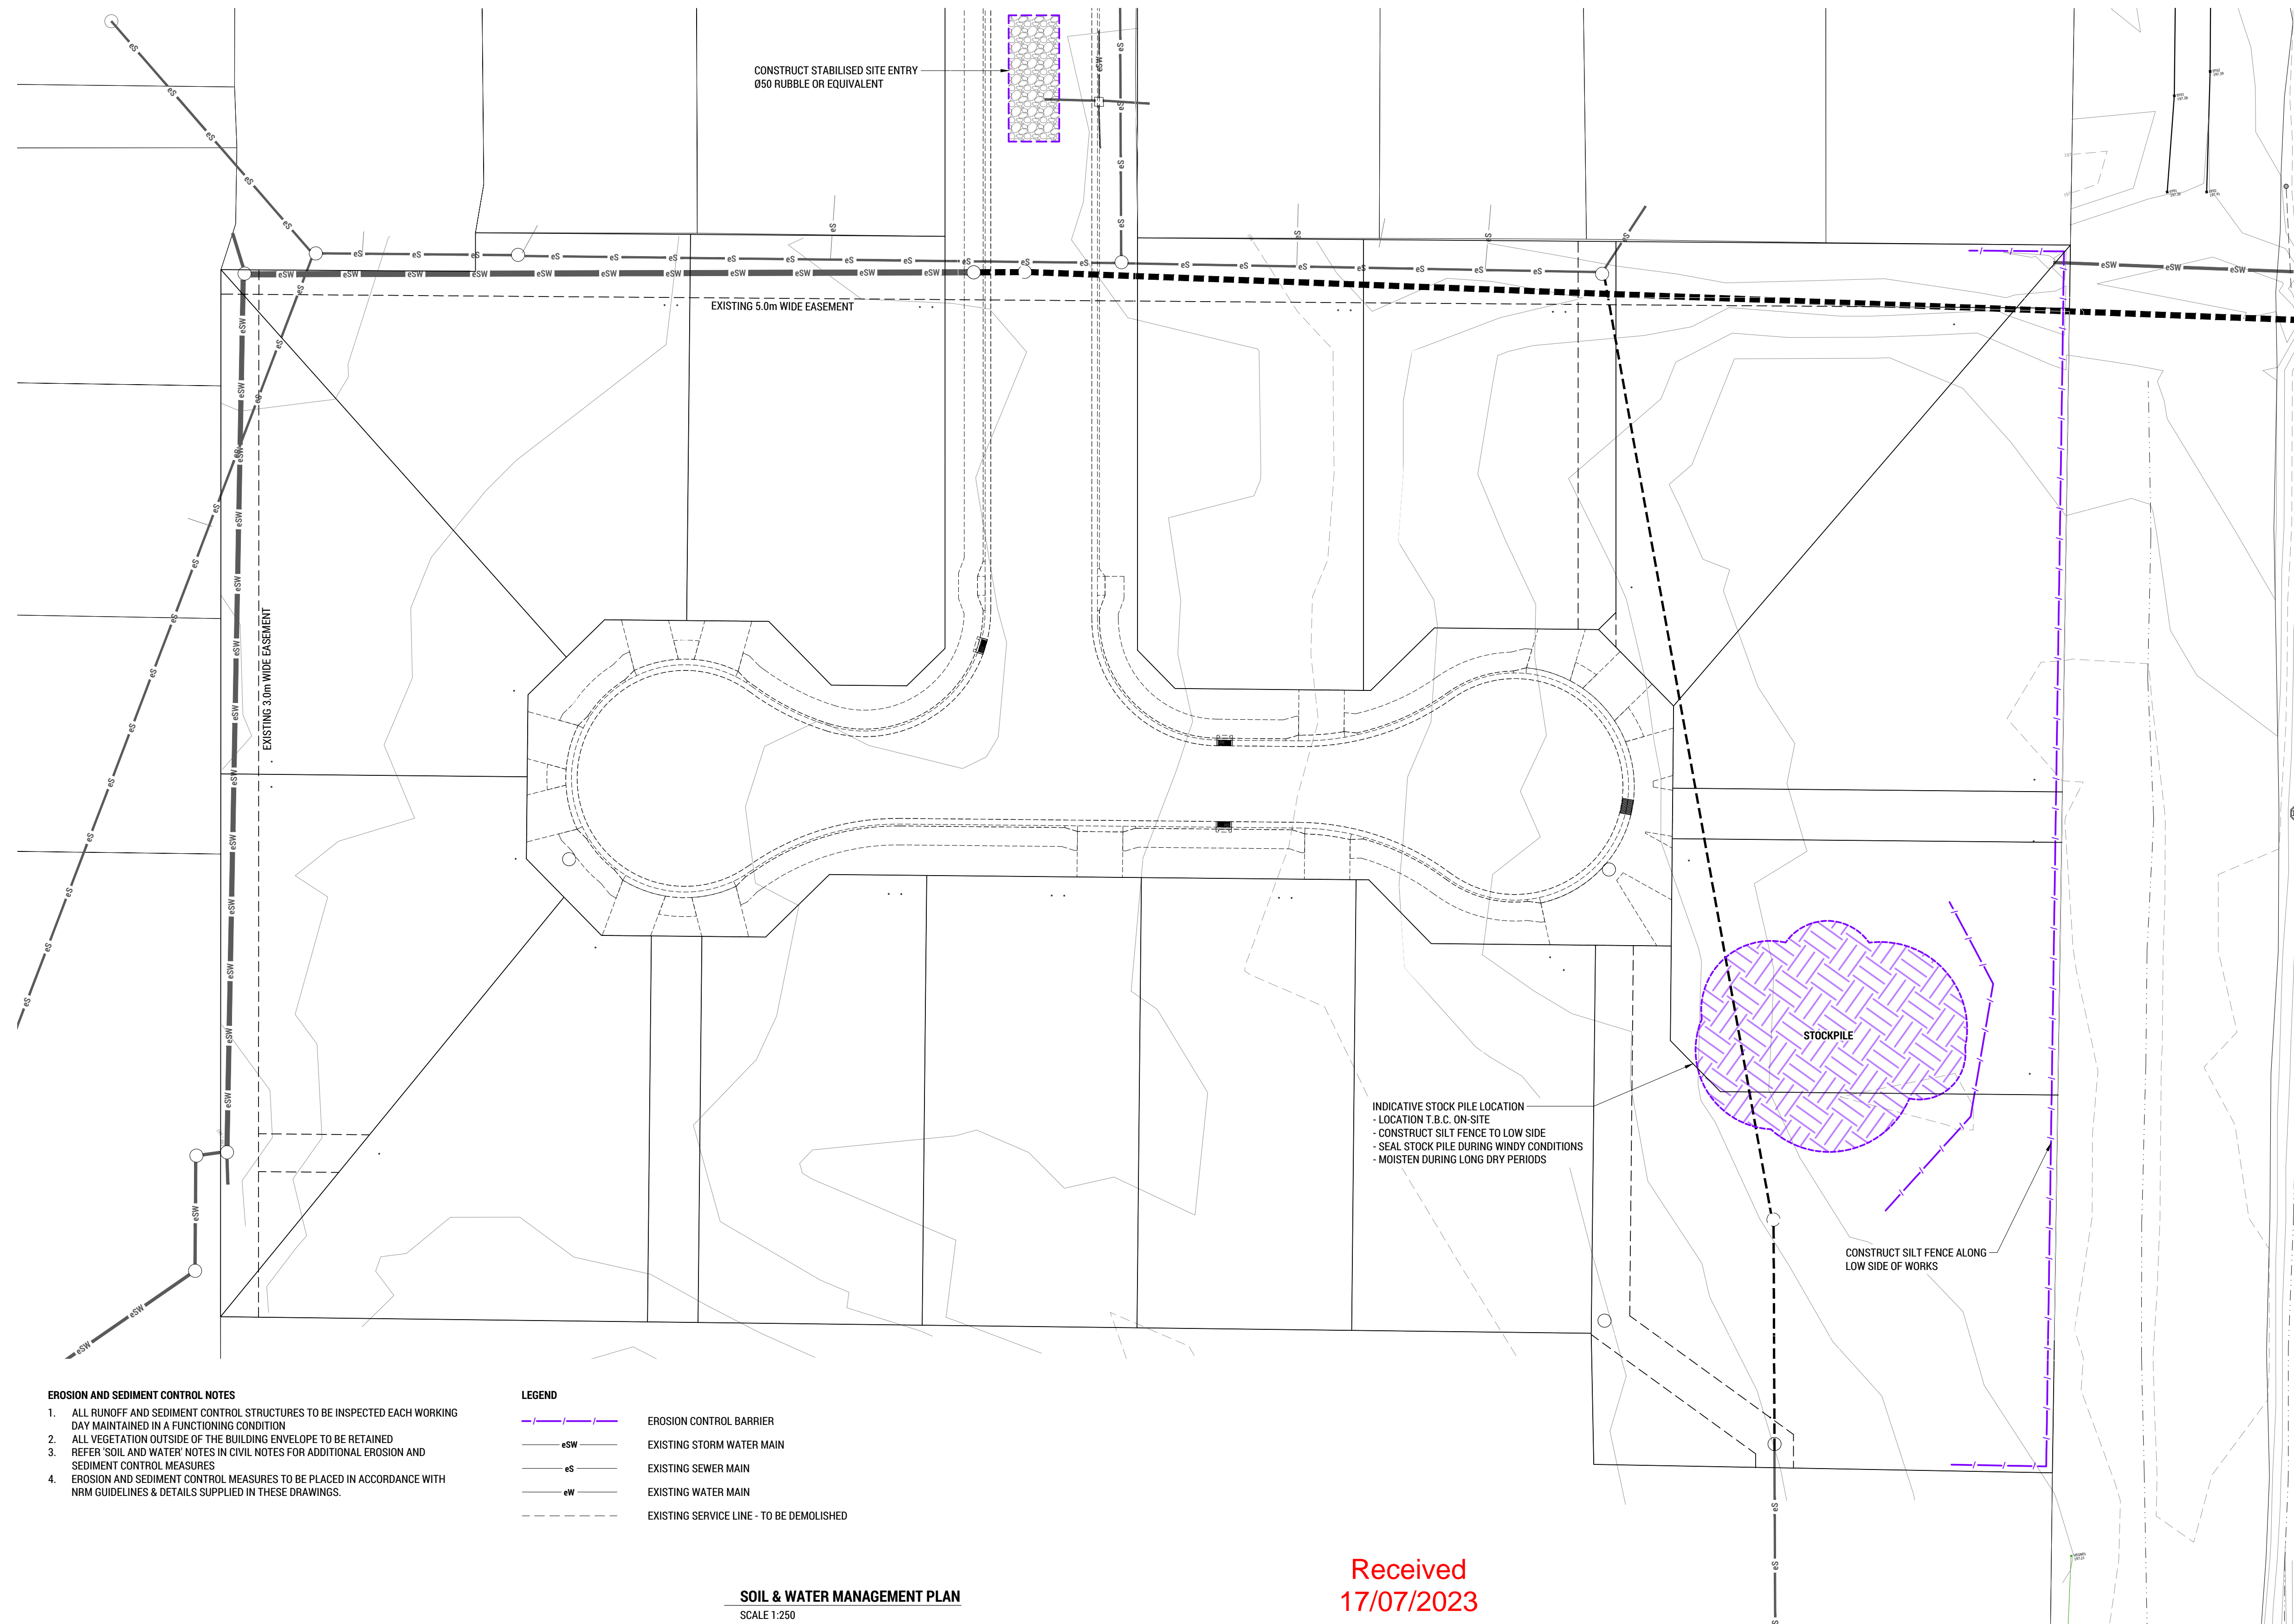 CONSTRUCT STABILISED SITE ENTRY
Ø50 RUBBLE OR EQUIVALENT
EXISTING 5.0m WIDE EASEMENT
EXISTING 3.0m WIDE EASEMENT
STOCKPILE
INDICATIVE STOCK PILE LOCATION
- LOCATION T.B.C. ON-SITE
- CONSTRUCT SILT FENCE TO LOW SIDE
- SEAL STOCK PILE DURING WINDY CONDITIONS
- MOISTEN DURING LONG DRY PERIODS
CONSTRUCT SILT FENCE ALONG
LOW SIDE OF WORKS
EROSION AND SEDIMENT CONTROL NOTES
1. ALL RUNOFF AND SEDIMENT CONTROL STRUCTURES TO BE INSPECTED EACH WORKING
DAY MAINTAINED IN A FUNCTIONING CONDITION
2. ALL VEGETATION OUTSIDE OF THE BUILDING ENVELOPE TO BE RETAINED
3. REFER 'SOIL AND WATER' NOTES IN CIVIL NOTES FOR ADDITIONAL EROSION AND
SEDIMENT CONTROL MEASURES
4. EROSION AND SEDIMENT CONTROL MEASURES TO BE PLACED IN ACCORDANCE WITH
NRM GUIDELINES & DETAILS SUPPLIED IN THESE DRAWINGS.
LEGEND
EROSION CONTROL BARRIER
eSW EXISTING STORM WATER MAIN
eS EXISTING SEWER MAIN
eW EXISTING WATER MAIN
EXISTING SERVICE LINE - TO BE DEMOLISHED
SOIL & WATER MANAGEMENT PLAN
SCALE 1:250
Received
17/07/2023